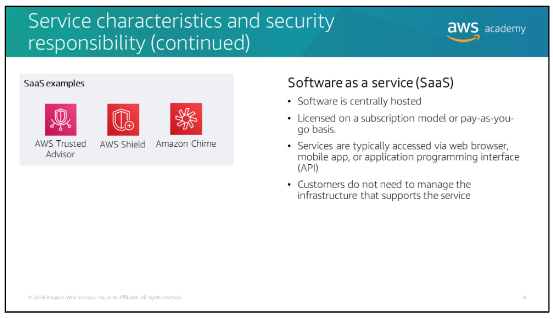 Service characteristics and security
responsibility (continued)
aws academy
SaaS examples
AWS Trusted
Advisor
AWS Shield
Amazon Chime
Software as a service (SaaS)
• Software is centrally hosted
• Licensed on a subscription model or pay-as-you-
go basis.
• Services are typically accessed via web browser,
mobile app, or application programming interface
(API)
• Customers do not need to manage the
infrastructure that supports the service
© 2019 Amazon Web Services, Inc. or its Affiliates. All rights reserved.